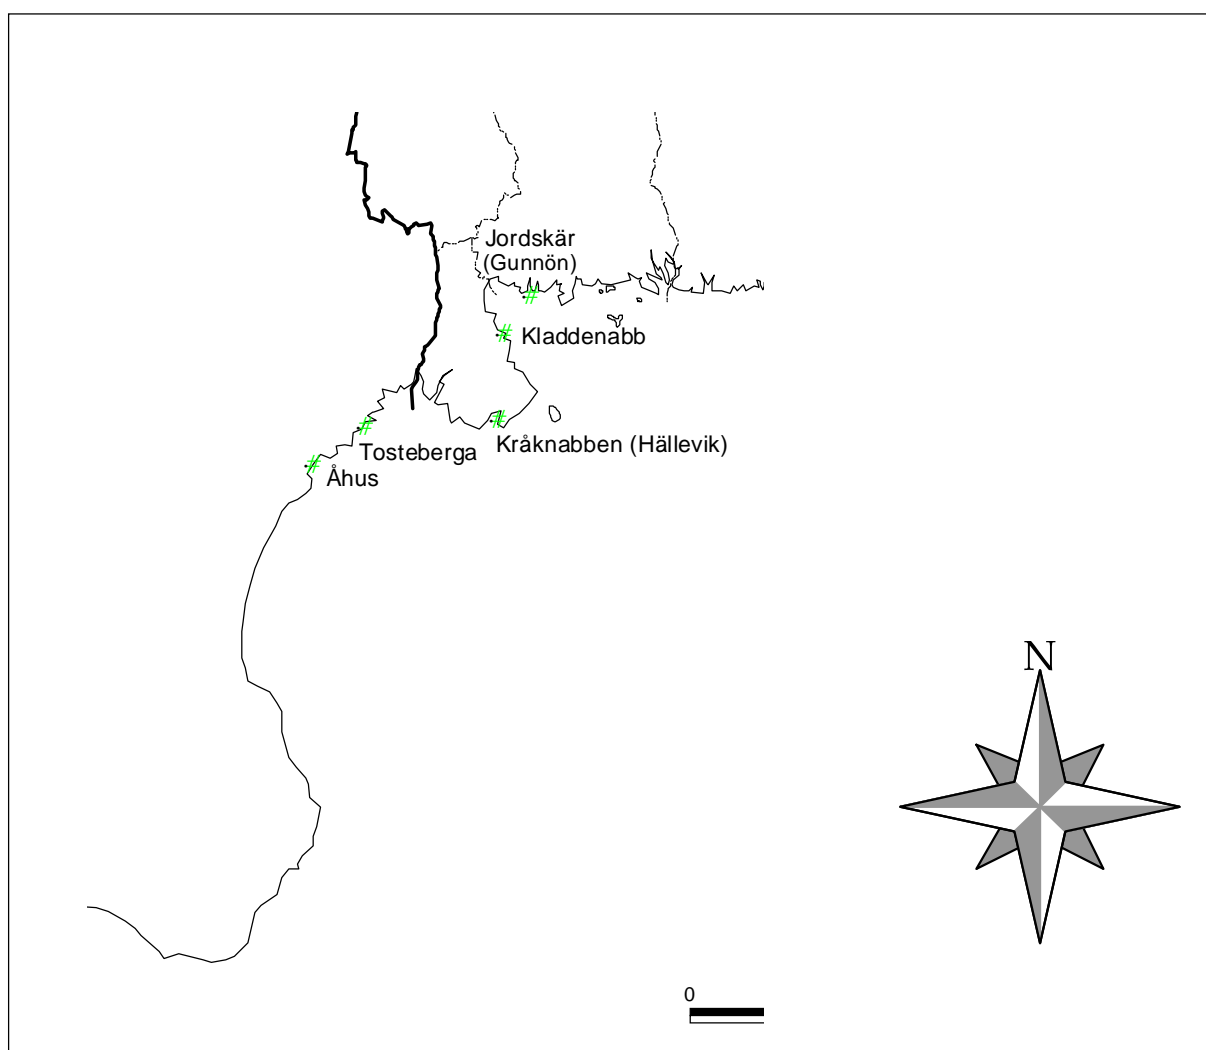 Jordskär
(Gunnön)
Kladdenabb
Kråknabben (Hällevik)
Tosteberga
Åhus
N
0